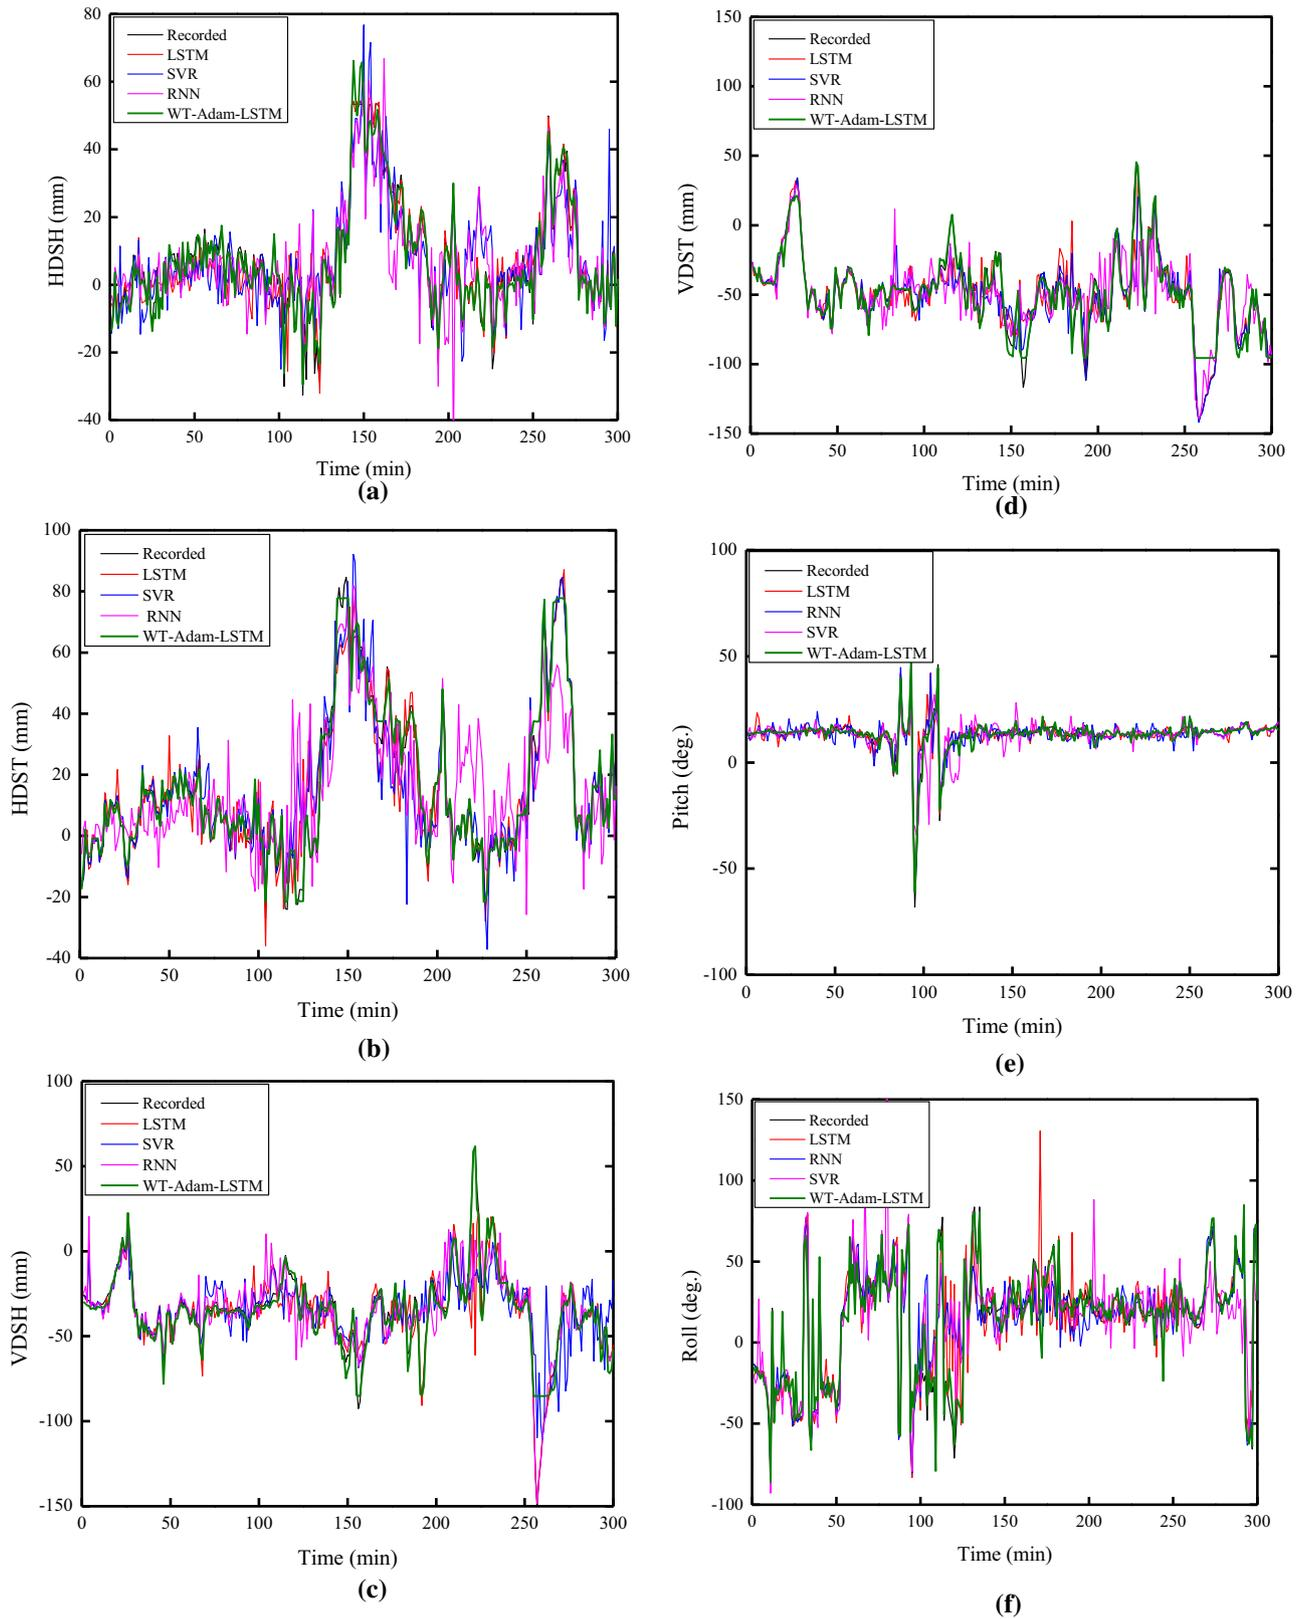 80
60
40
20
0
-20
-40
0 50 100 150 200 250 300
HDSH (mm)
Time (min)
Recorded
LSTM
SVR
RNN
WT-Adam-LSTM
(a)
150
100
50
0
-50
-100
-150
0 50 100 150 200 250 300
VDST (mm)
Time (min)
Recorded
LSTM
SVR
RNN
WT-Adam-LSTM
(d)
100
80
60
40
20
0
-20
-40
0 50 100 150 200 250 300
HDST (mm)
Time (min)
Recorded
LSTM
SVR
RNN
WT-Adam-LSTM
(b)
100
50
0
-50
-100
0 50 100 150 200 250 300
Pitch (deg.)
Time (min)
Recorded
LSTM
RNN
SVR
WT-Adam-LSTM
(e)
100
50
0
-50
-100
-150
0 50 100 150 200 250 300
VDSH (mm)
Time (min)
Recorded
LSTM
SVR
RNN
WT-Adam-LSTM
(c)
150
100
50
0
-50
-100
0 50 100 150 200 250 300
Roll (deg.)
Time (min)
Recorded
LSTM
RNN
SVR
WT-Adam-LSTM
(f)